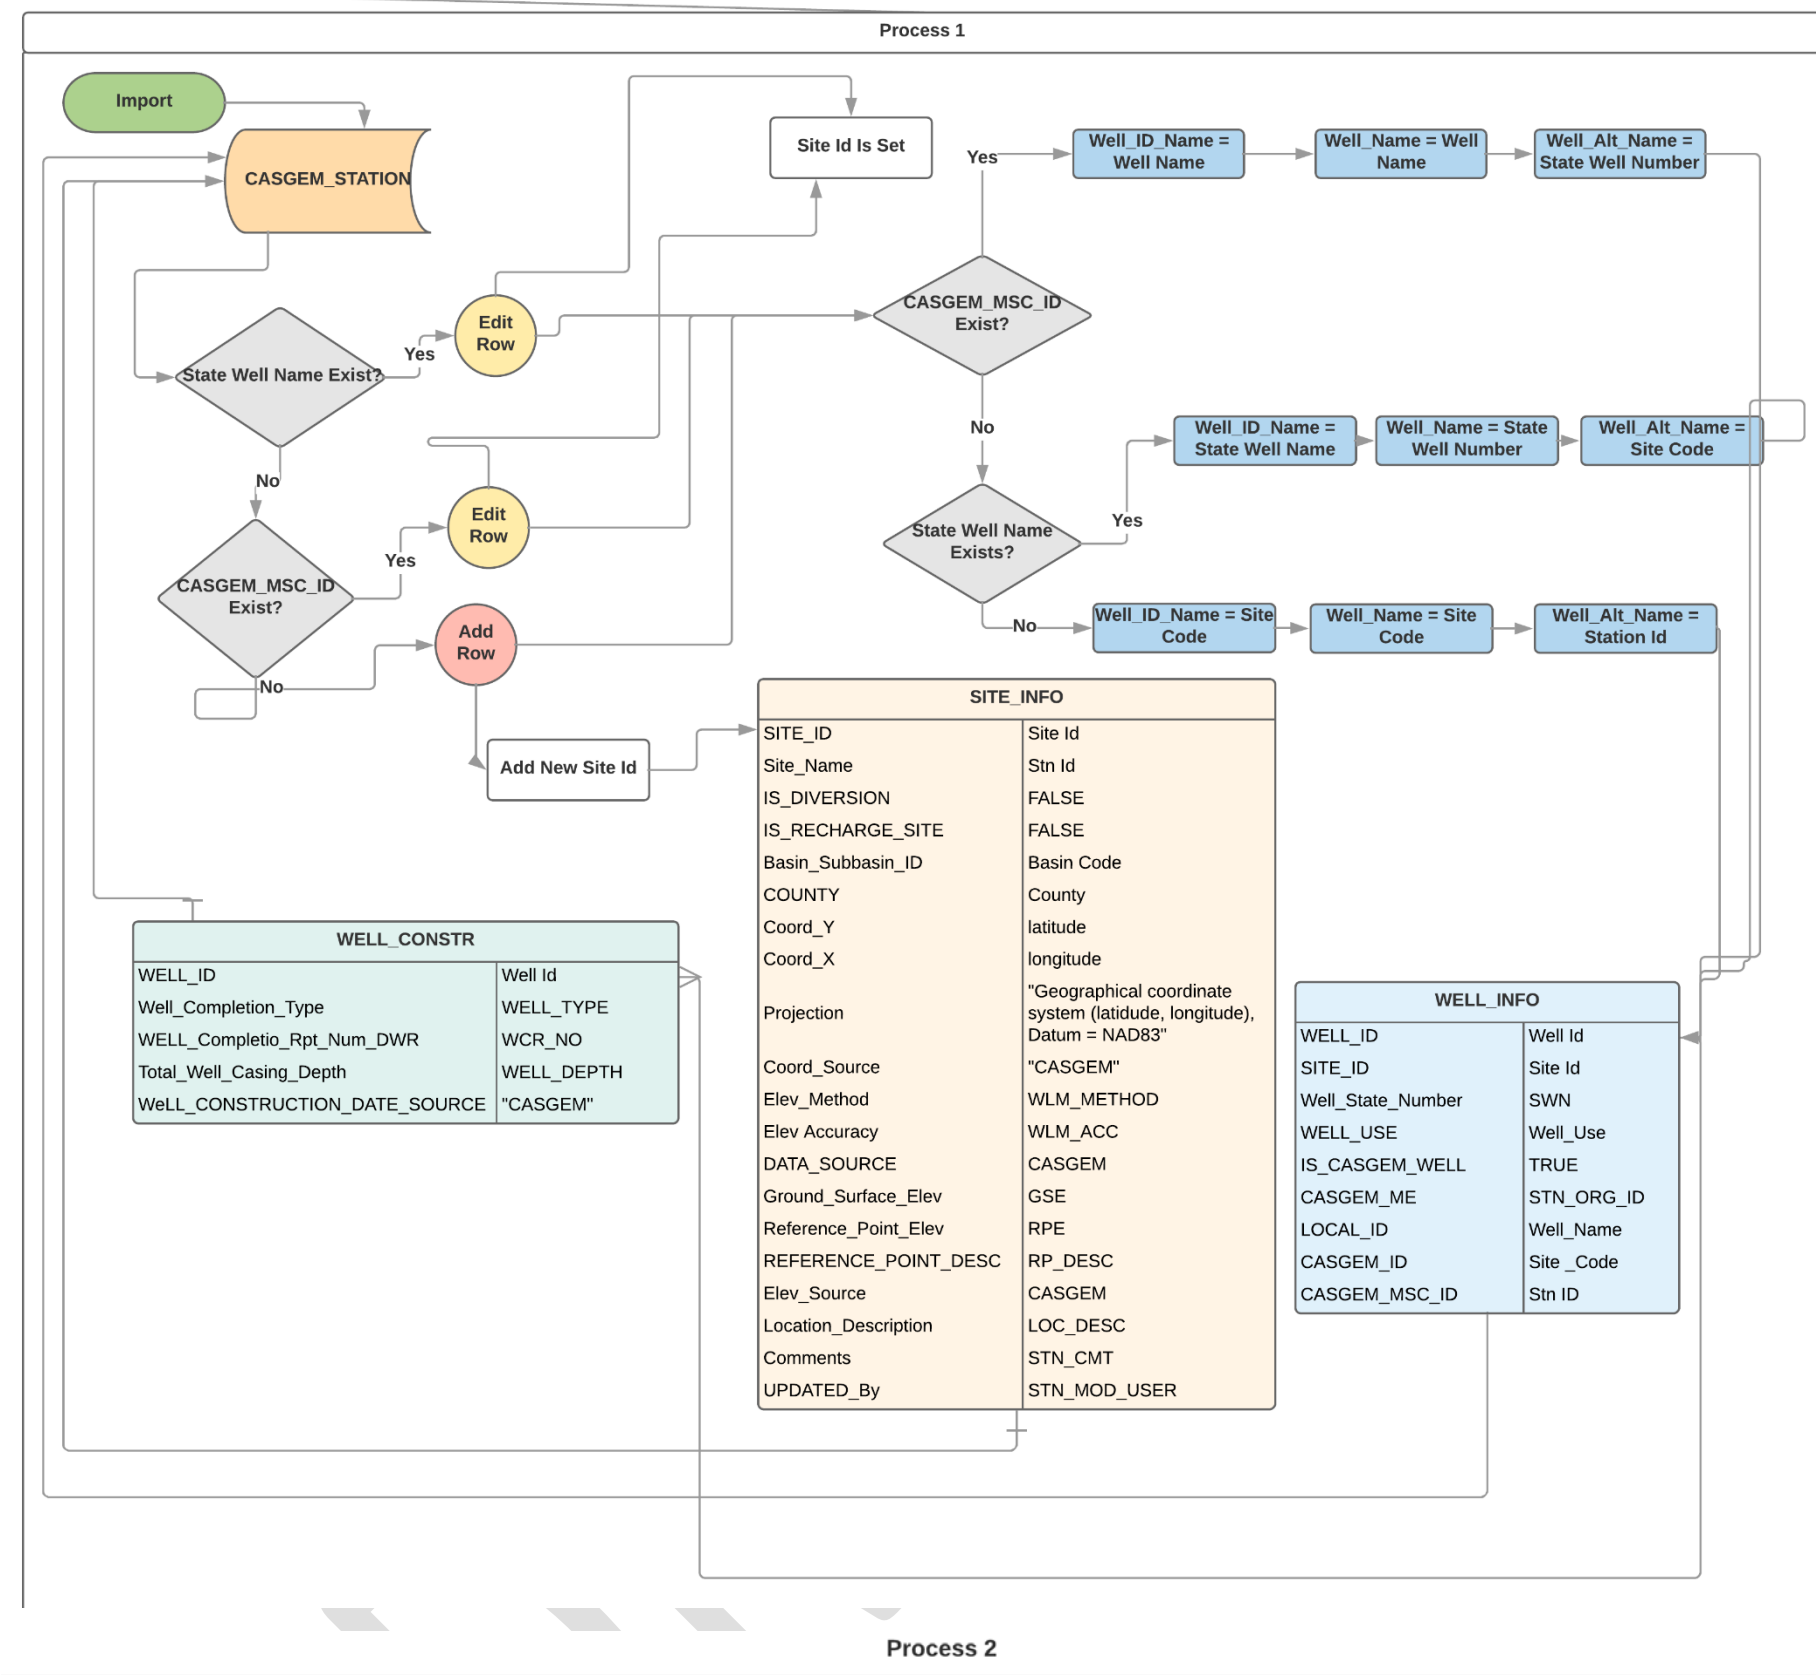 Process 1
Import
CASGEM_STATION
Site Id Is Set
Yes
Well_ID_Name =
Well Name
Well_Name = Well
Name
Well_Alt_Name =
State Well Number
State Well Name Exist?
Yes
Edit
Row
CASGEM_MSC_ID
Exist?
No
No
Well_ID_Name =
State Well Name
Well_Name = State
Well Number
Well_Alt_Name =
Site Code
CASGEM_MSC_ID
Exist?
Yes
Edit
Row
State Well Name
Exists?
Yes
No
Add
Row
No
Well_ID_Name = Site
Code
Well_Name = Site
Code
Well_Alt_Name =
Station Id
Add New Site Id
SITE_INFO
SITE_ID Site Id
Site_Name Stn Id
IS_DIVERSION FALSE
IS_RECHARGE_SITE FALSE
Basin_Subbasin_ID Basin Code
COUNTY County
Coord_Y latitude
Coord_X longitude
Projection "Geographical coordinate
system (latidude, longitude),
Datum = NAD83"
Coord_Source "CASGEM"
Elev_Method WLM_METHOD
Elev Accuracy WLM_ACC
DATA_SOURCE CASGEM
Ground_Surface_Elev GSE
Reference_Point_Elev RPE
REFERENCE_POINT_DESC RP_DESC
Elev_Source CASGEM
Location_Description LOC_DESC
Comments STN_CMT
UPDATED_By STN_MOD_USER
WELL_CONSTR
WELL_ID Well Id
Well_Completion_Type WELL_TYPE
WELL_Completio_Rpt_Num_DWR WCR_NO
Total_Well_Casing_Depth WELL_DEPTH
WeLL_CONSTRUCTION_DATE_SOURCE "CASGEM"
WELL_INFO
WELL_ID Well Id
SITE_ID Site Id
Well_State_Number SWN
WELL_USE Well_Use
IS_CASGEM_WELL TRUE
CASGEM_ME STN_ORG_ID
LOCAL_ID Well_Name
CASGEM_ID Site _Code
CASGEM_MSC_ID Stn ID
Process 2